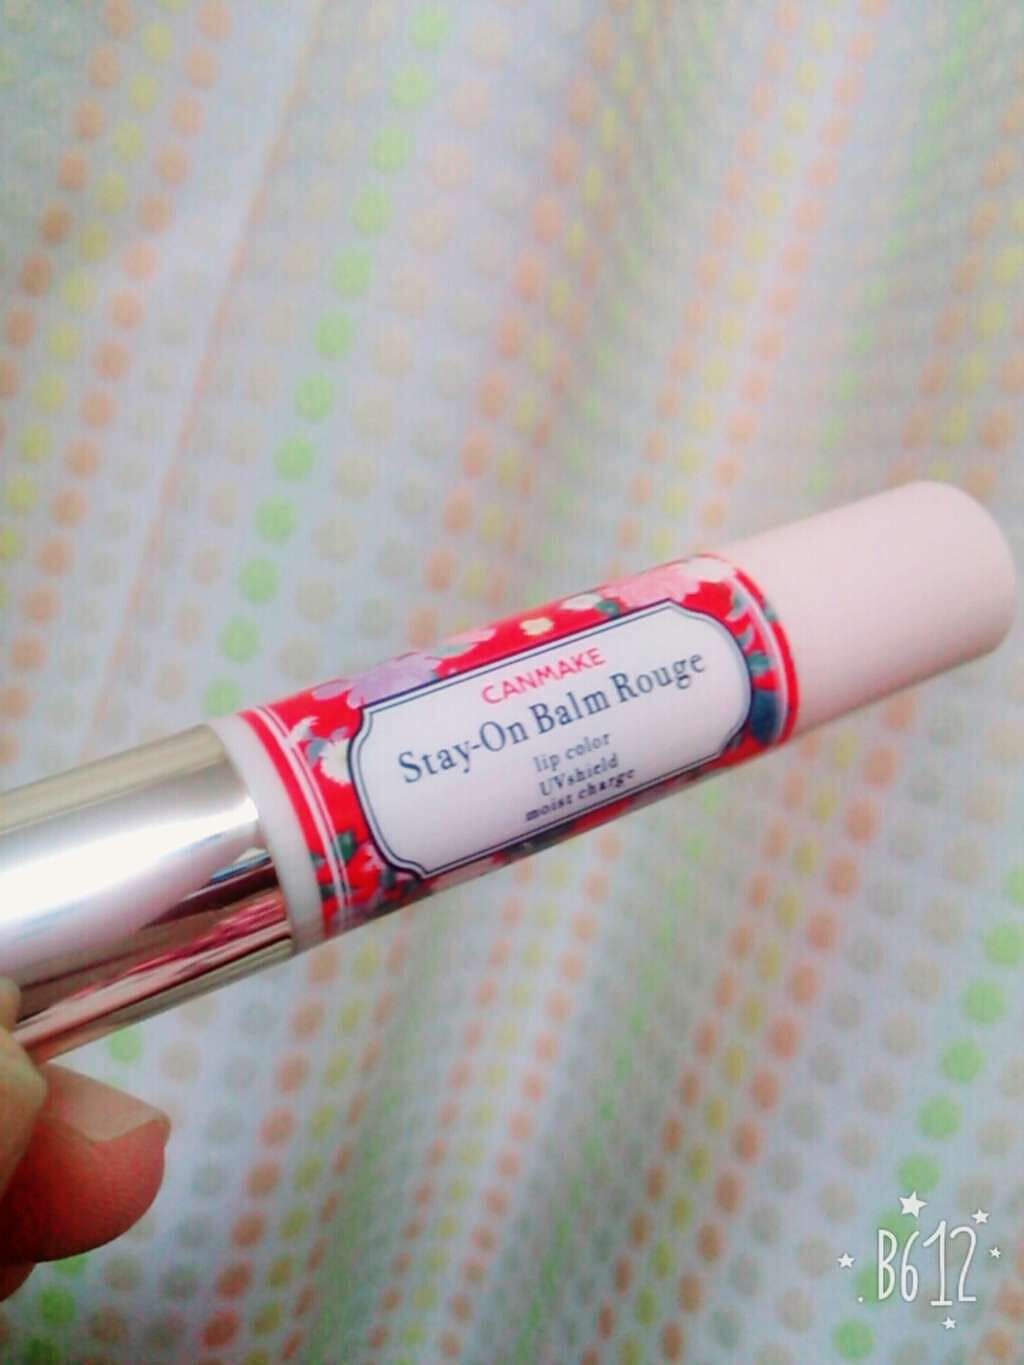 CANMAKE
Stay-On Balm Rouge
lip color
UVshield
moist charge
B612